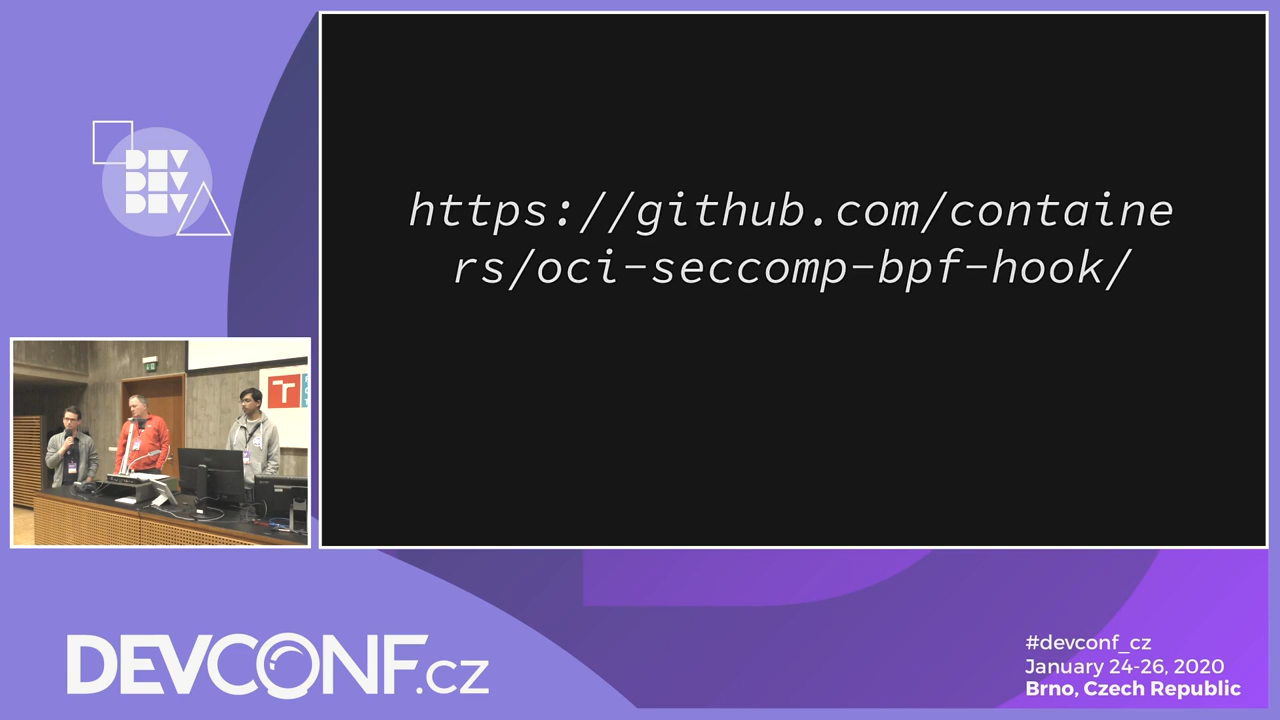 DEV
DEV
DEV
https://github.com/containe
rs/oci-seccomp-bpf-hook/
T
DEVCONF.cz
#devconf_cz
January 24-26, 2020
Brno, Czech Republic